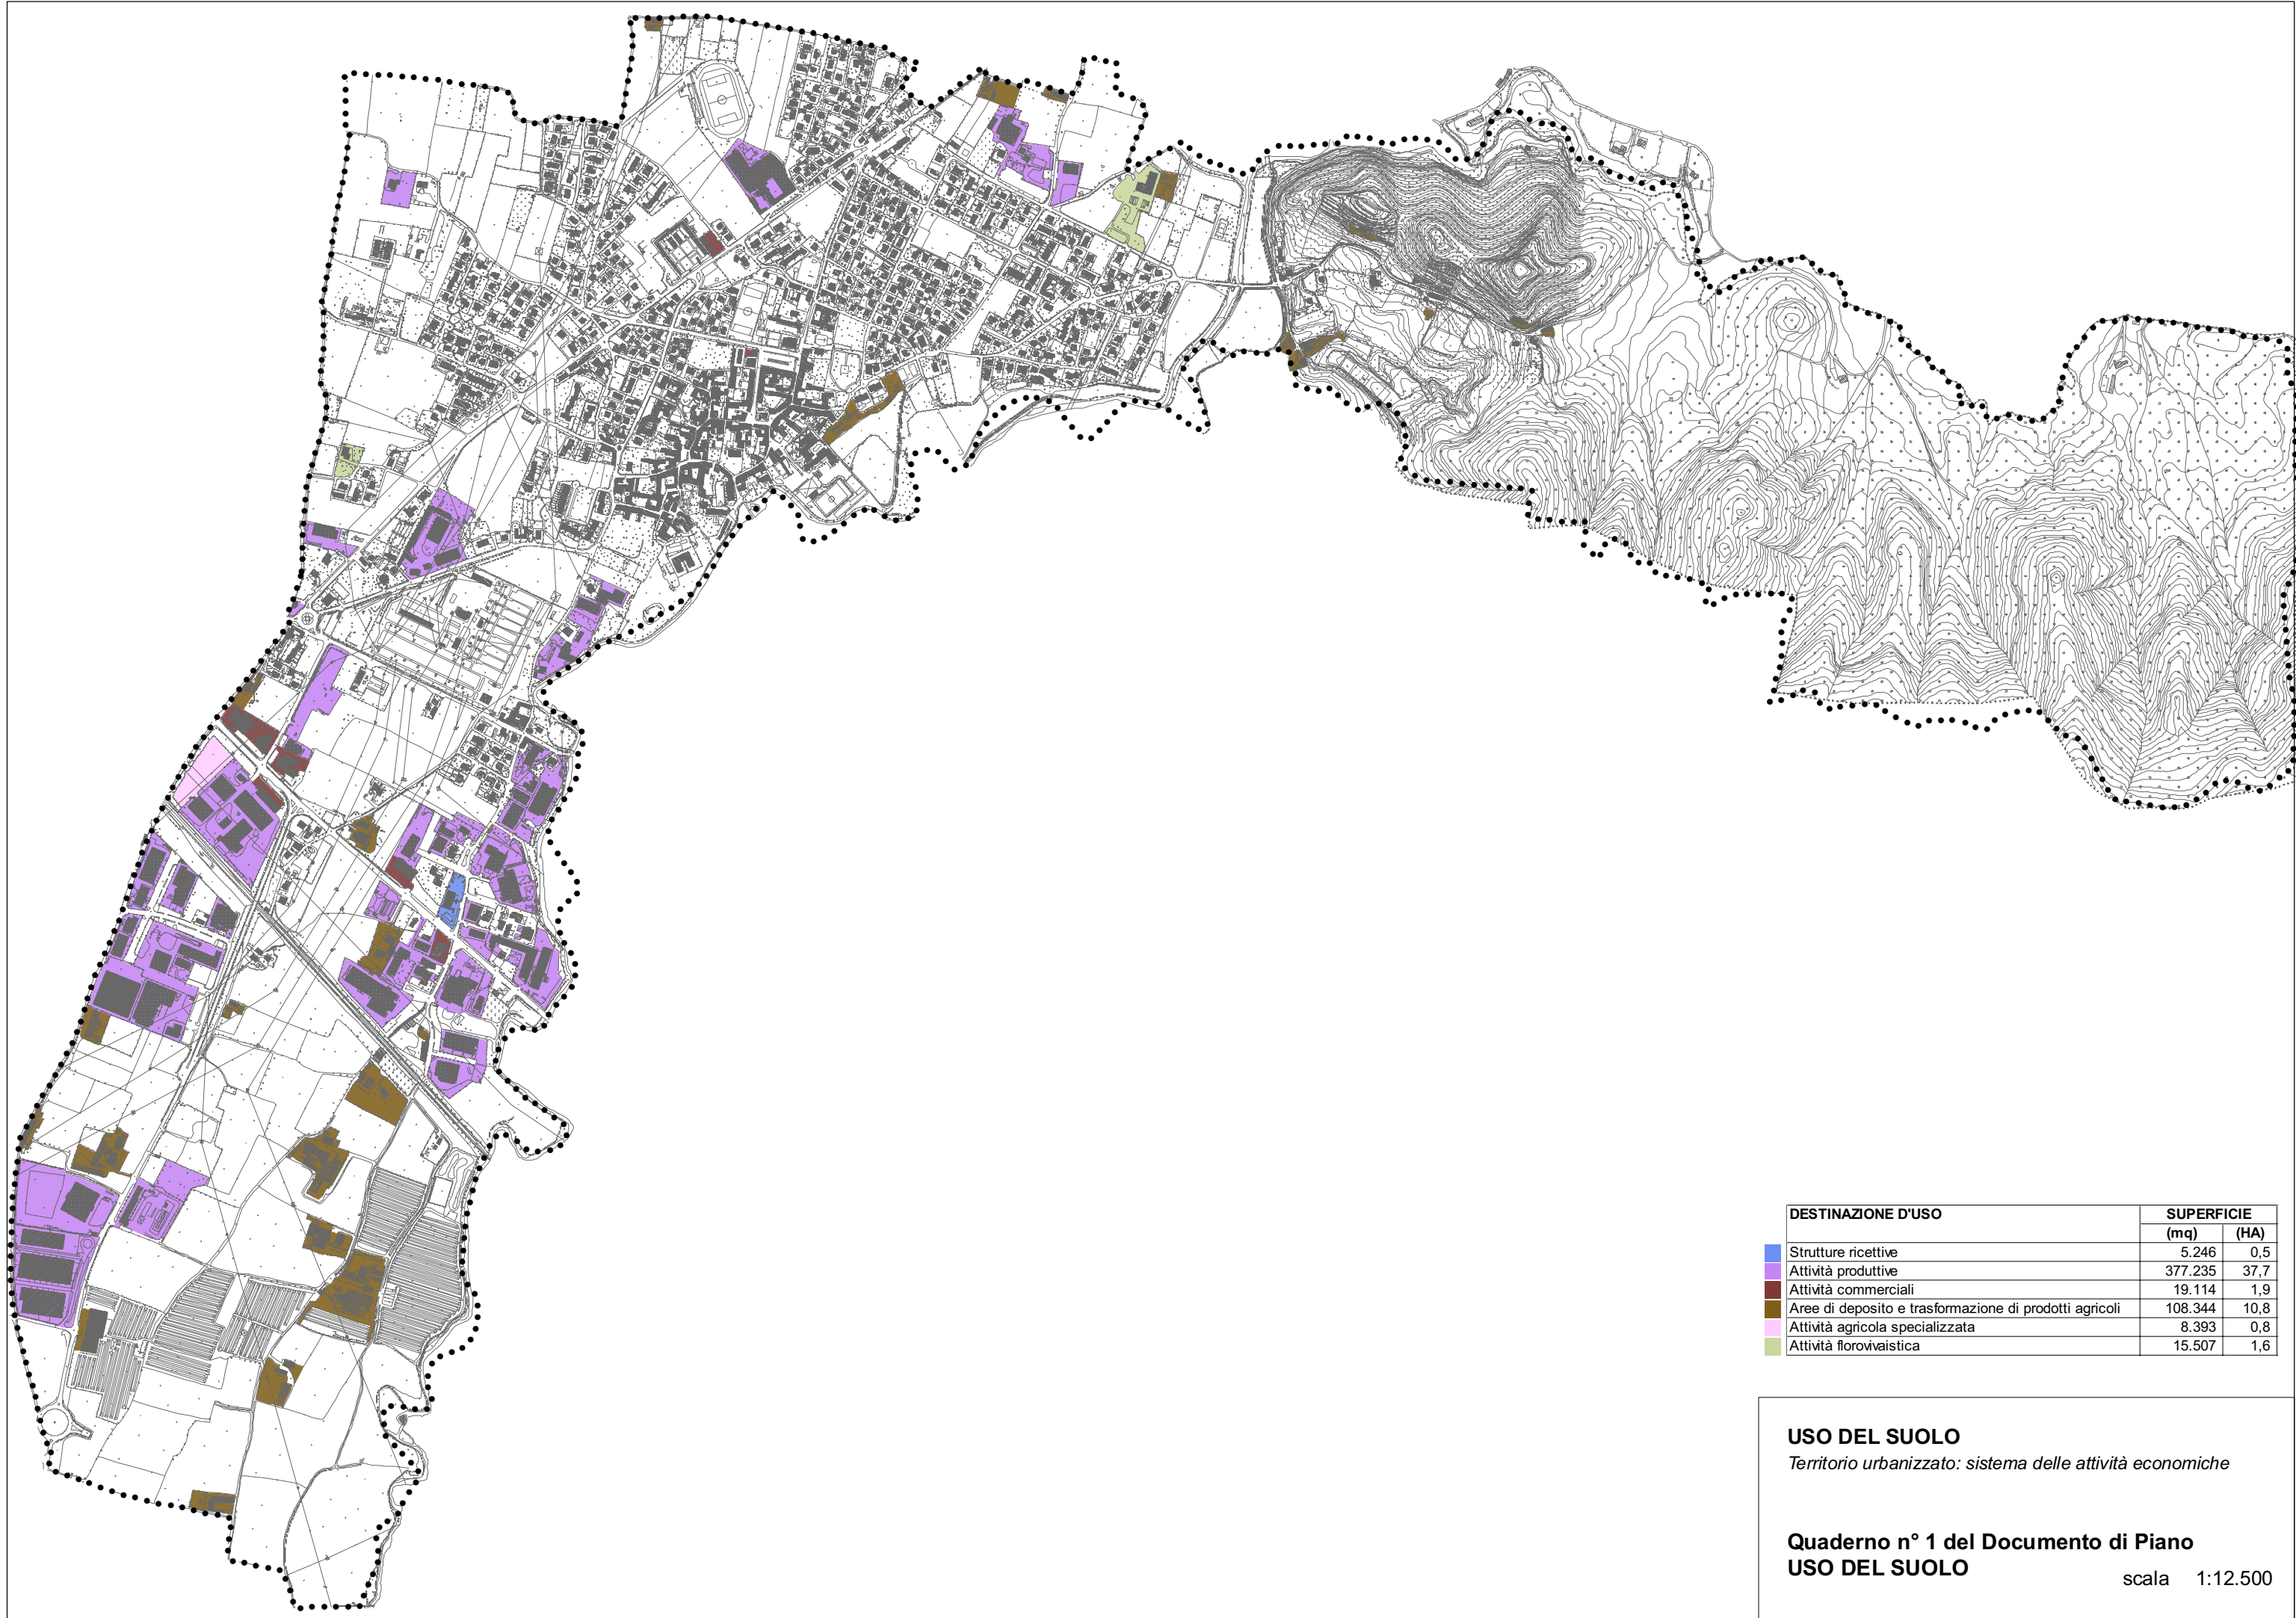 DESTINAZIONE D'USO SUPERFICIE
(mq) (HA)
Strutture ricettive 5.246 0,5
Attività produttive 377.235 37,7
Attività commerciali 19.114 1,9
Aree di deposito e trasformazione di prodotti agricoli 108.344 10,8
Attività agricola specializzata 8.393 0,8
Attività florovivaistica 15.507 1,6
USO DEL SUOLO
Territorio urbanizzato: sistema delle attività economiche
Quaderno n° 1 del Documento di Piano
USO DEL SUOLO
scala 1:12.500